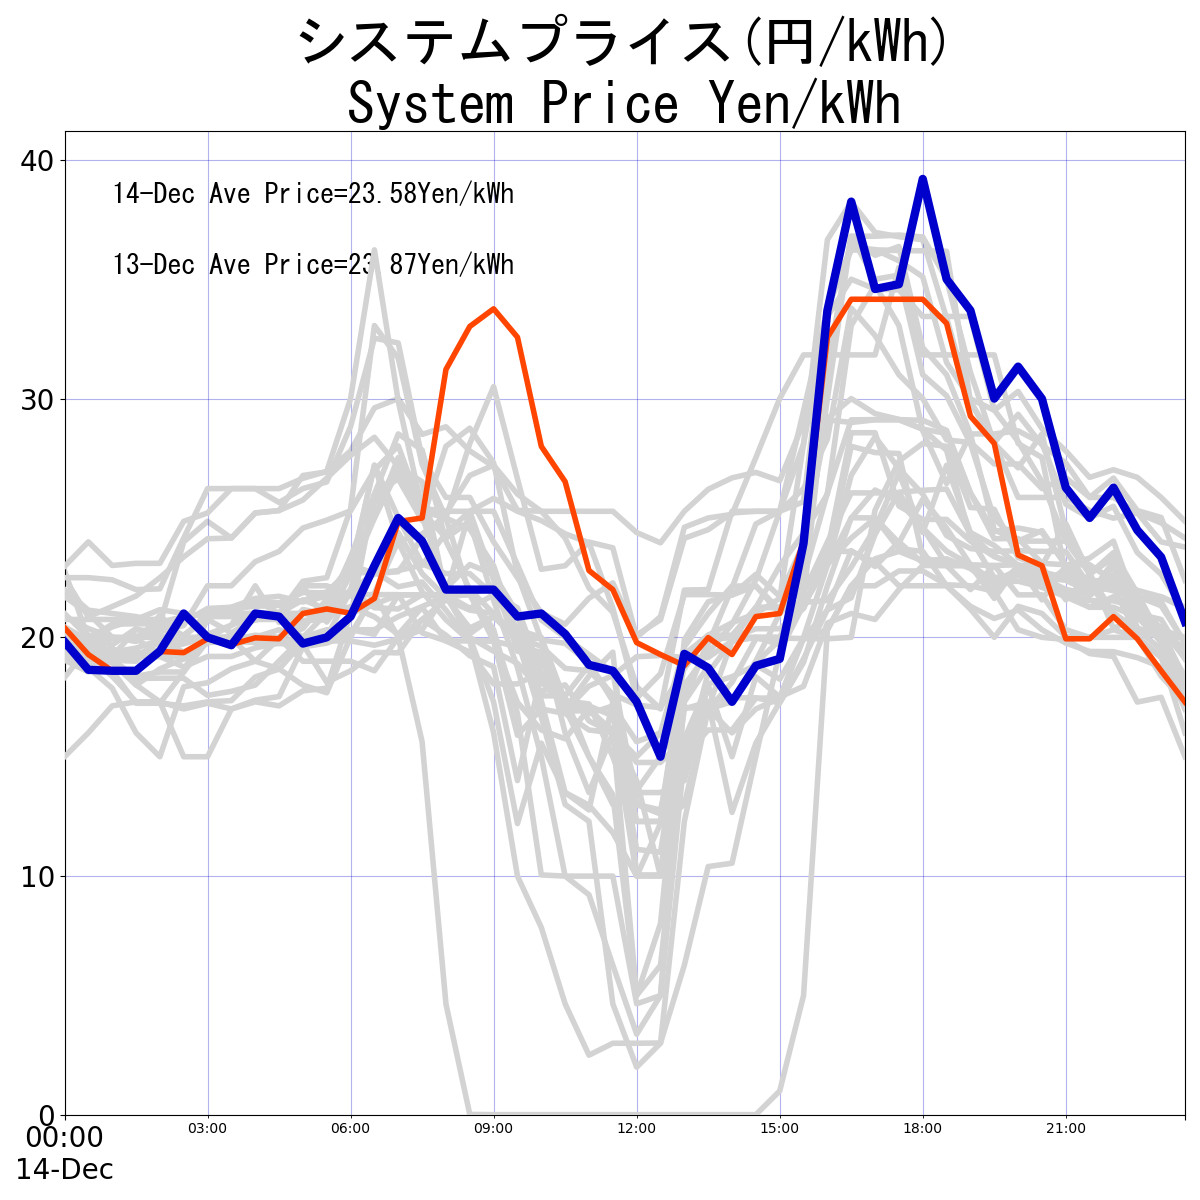 システムプライス(円/kWh)
System Price Yen/kWh
40
14-Dec Ave Price=23.58Yen/kWh
13-Dec Ave Price=23.87Yen/kWh
30
20
10
0
00:00 03:00 06:00 09:00 12:00 15:00 18:00 21:00
14-Dec